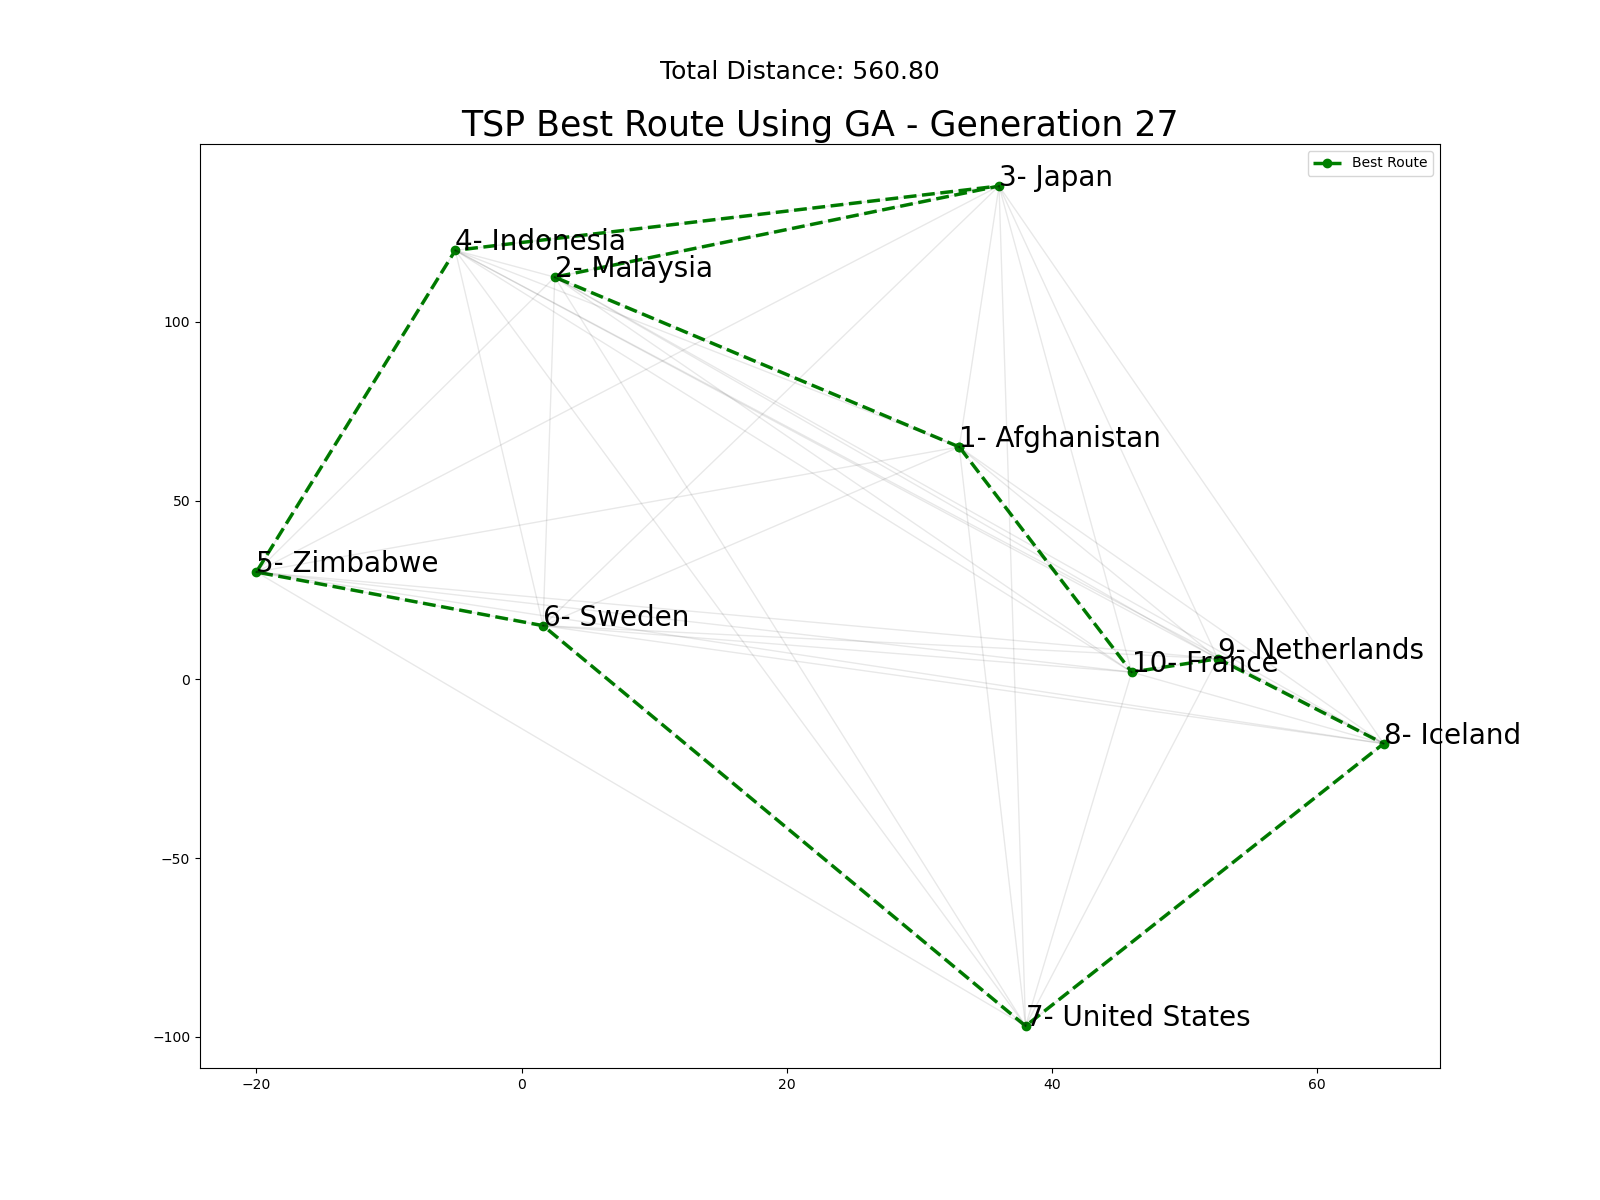 Total Distance: 560.80
TSP Best Route Using GA - Generation 27
Best Route
3- Japan
4- Indonesia
2- Malaysia
100
1- Afghanistan
50
5- Zimbabwe
6- Sweden
9- Netherlands
10- France
0
8- Iceland
−50
7- United States
−100
−20 0 20 40 60